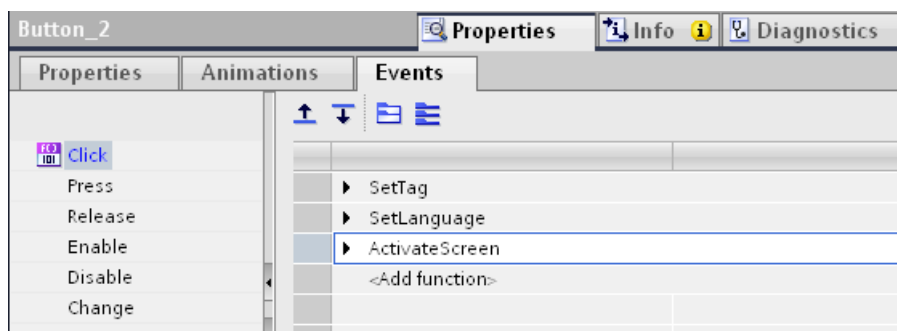 Button_2
Properties Info Diagnostics
Properties Animations Events
Click
Press
Release
Enable
Disable
Change
SetTag
SetLanguage
ActivateScreen
<Add function>